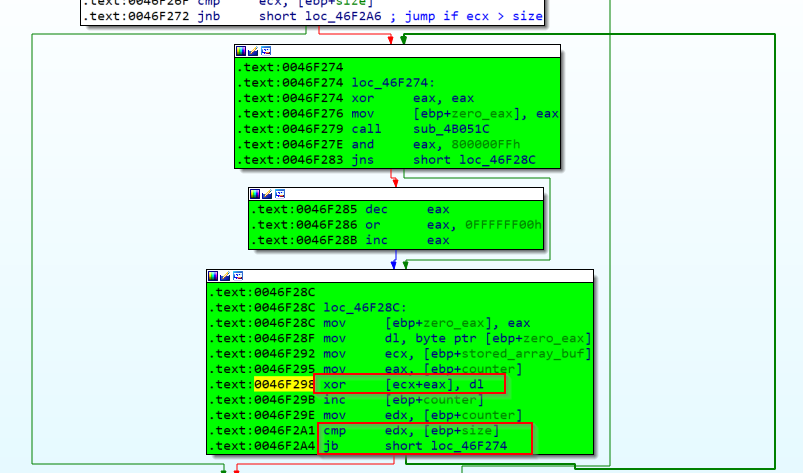 .text:0046F26F cmp ecx, [ebp+size]
.text:0046F272 jnb short loc_46F2A6 ; jump if ecx > size
.text:0046F274
.text:0046F274 loc_46F274:
.text:0046F274 xor eax, eax
.text:0046F276 mov [ebp+zero_eax], eax
.text:0046F279 call sub_4B051C
.text:0046F27E and eax, 800000FFh
.text:0046F283 jns short loc_46F28C
.text:0046F285 dec eax
.text:0046F286 or eax, 0FFFFFF00h
.text:0046F28B inc eax
.text:0046F28C
.text:0046F28C loc_46F28C:
.text:0046F28C mov [ebp+zero_eax], eax
.text:0046F28F mov dl, byte ptr [ebp+zero_eax]
.text:0046F292 mov ecx, [ebp+stored_array_buf]
.text:0046F295 mov eax, [ebp+counter]
.text:0046F298 xor [ecx+eax], dl
.text:0046F29B inc [ebp+counter]
.text:0046F29E mov edx, [ebp+counter]
.text:0046F2A1 cmp edx, [ebp+size]
.text:0046F2A4 jb short loc_46F274